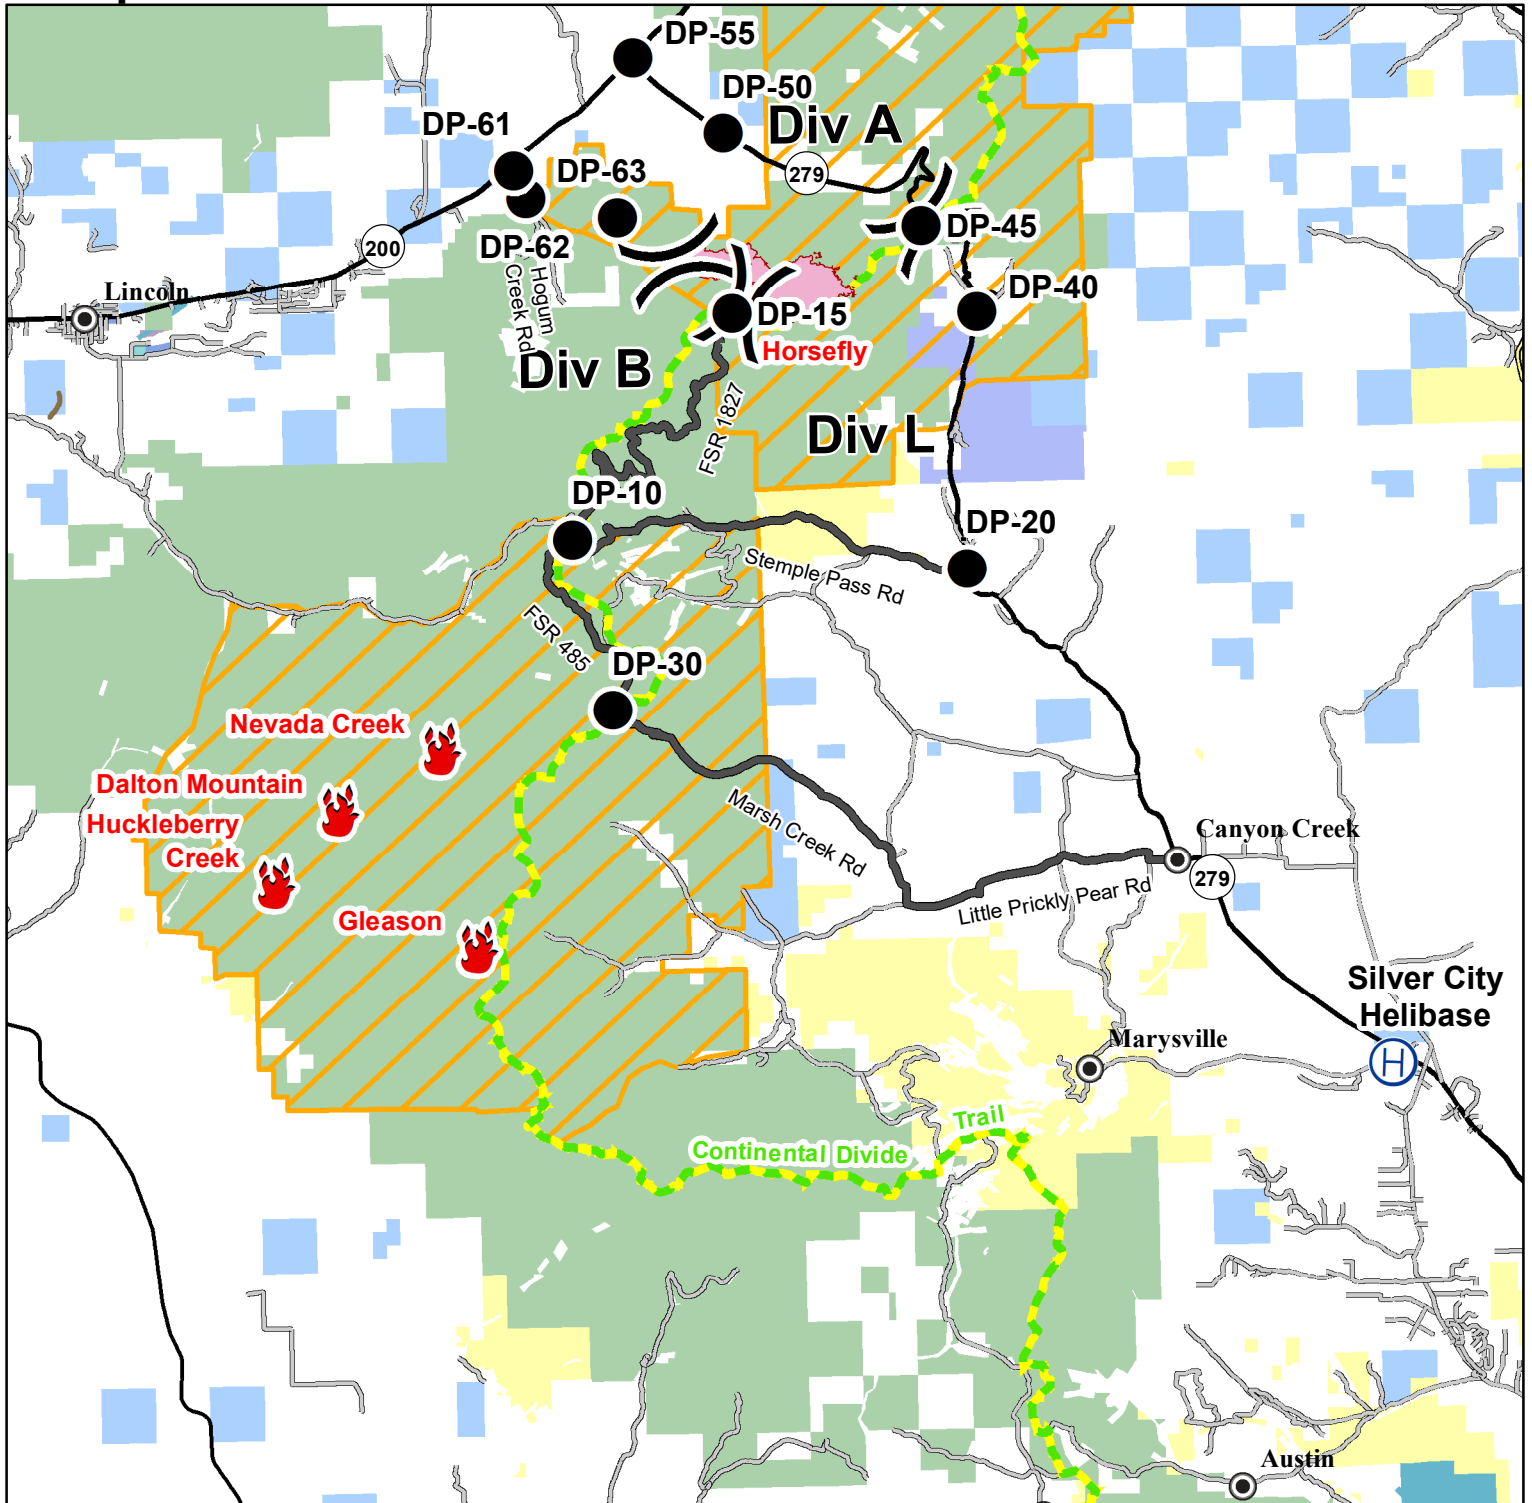 DP-55
DP-50
Div A
DP-61
DP-63
279
DP-62
DP-45
200
Hogum
Creek Rd
Lincoln
DP-40
DP-15
Horsefly
Div B
FSR 1827
Div L
DP-10
DP-20
Stemple Pass Rd
FSR 485
DP-30
Nevada Creek
Dalton Mountain
Huckleberry
Creek
Marsh Creek Rd
Canyon Creek
279
Little Prickly Pear Rd
Gleason
Silver City
Helibase
H
Marysville
Continental Divide
Trail
Austin